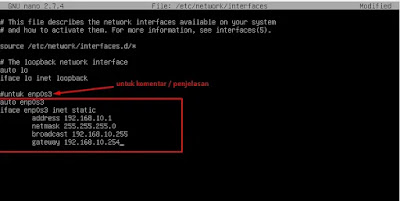 GNU nano 2.7.4 File: /etc/network/interfaces Modified
# This file describes the network interfaces available on your system
# and how to activate them. For more information, see interfaces(5).
source /etc/network/interfaces.d/*
# The loopback network interface
auto lo
iface lo inet loopback
#untuk enp0s3 untuk komentar / penjelasan
auto enp0s3
iface enp0s3 inet static
address 192.168.10.1
netmask 255.255.255.0
broadcast 192.168.10.255
gateway 192.168.10.254_